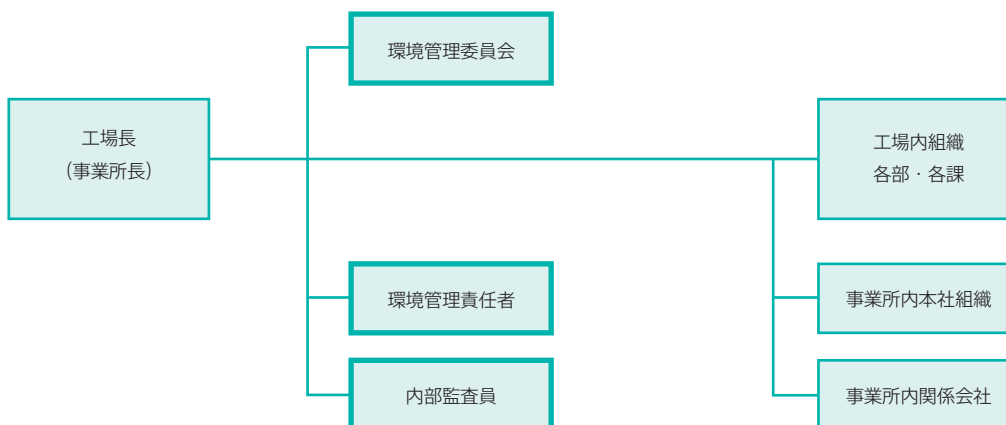 環境管理委員会
工場長
(事業所長)
工場内組織
各部・各課
環境管理責任者
事業所内本社組織
内部監査員
事業所内関係会社